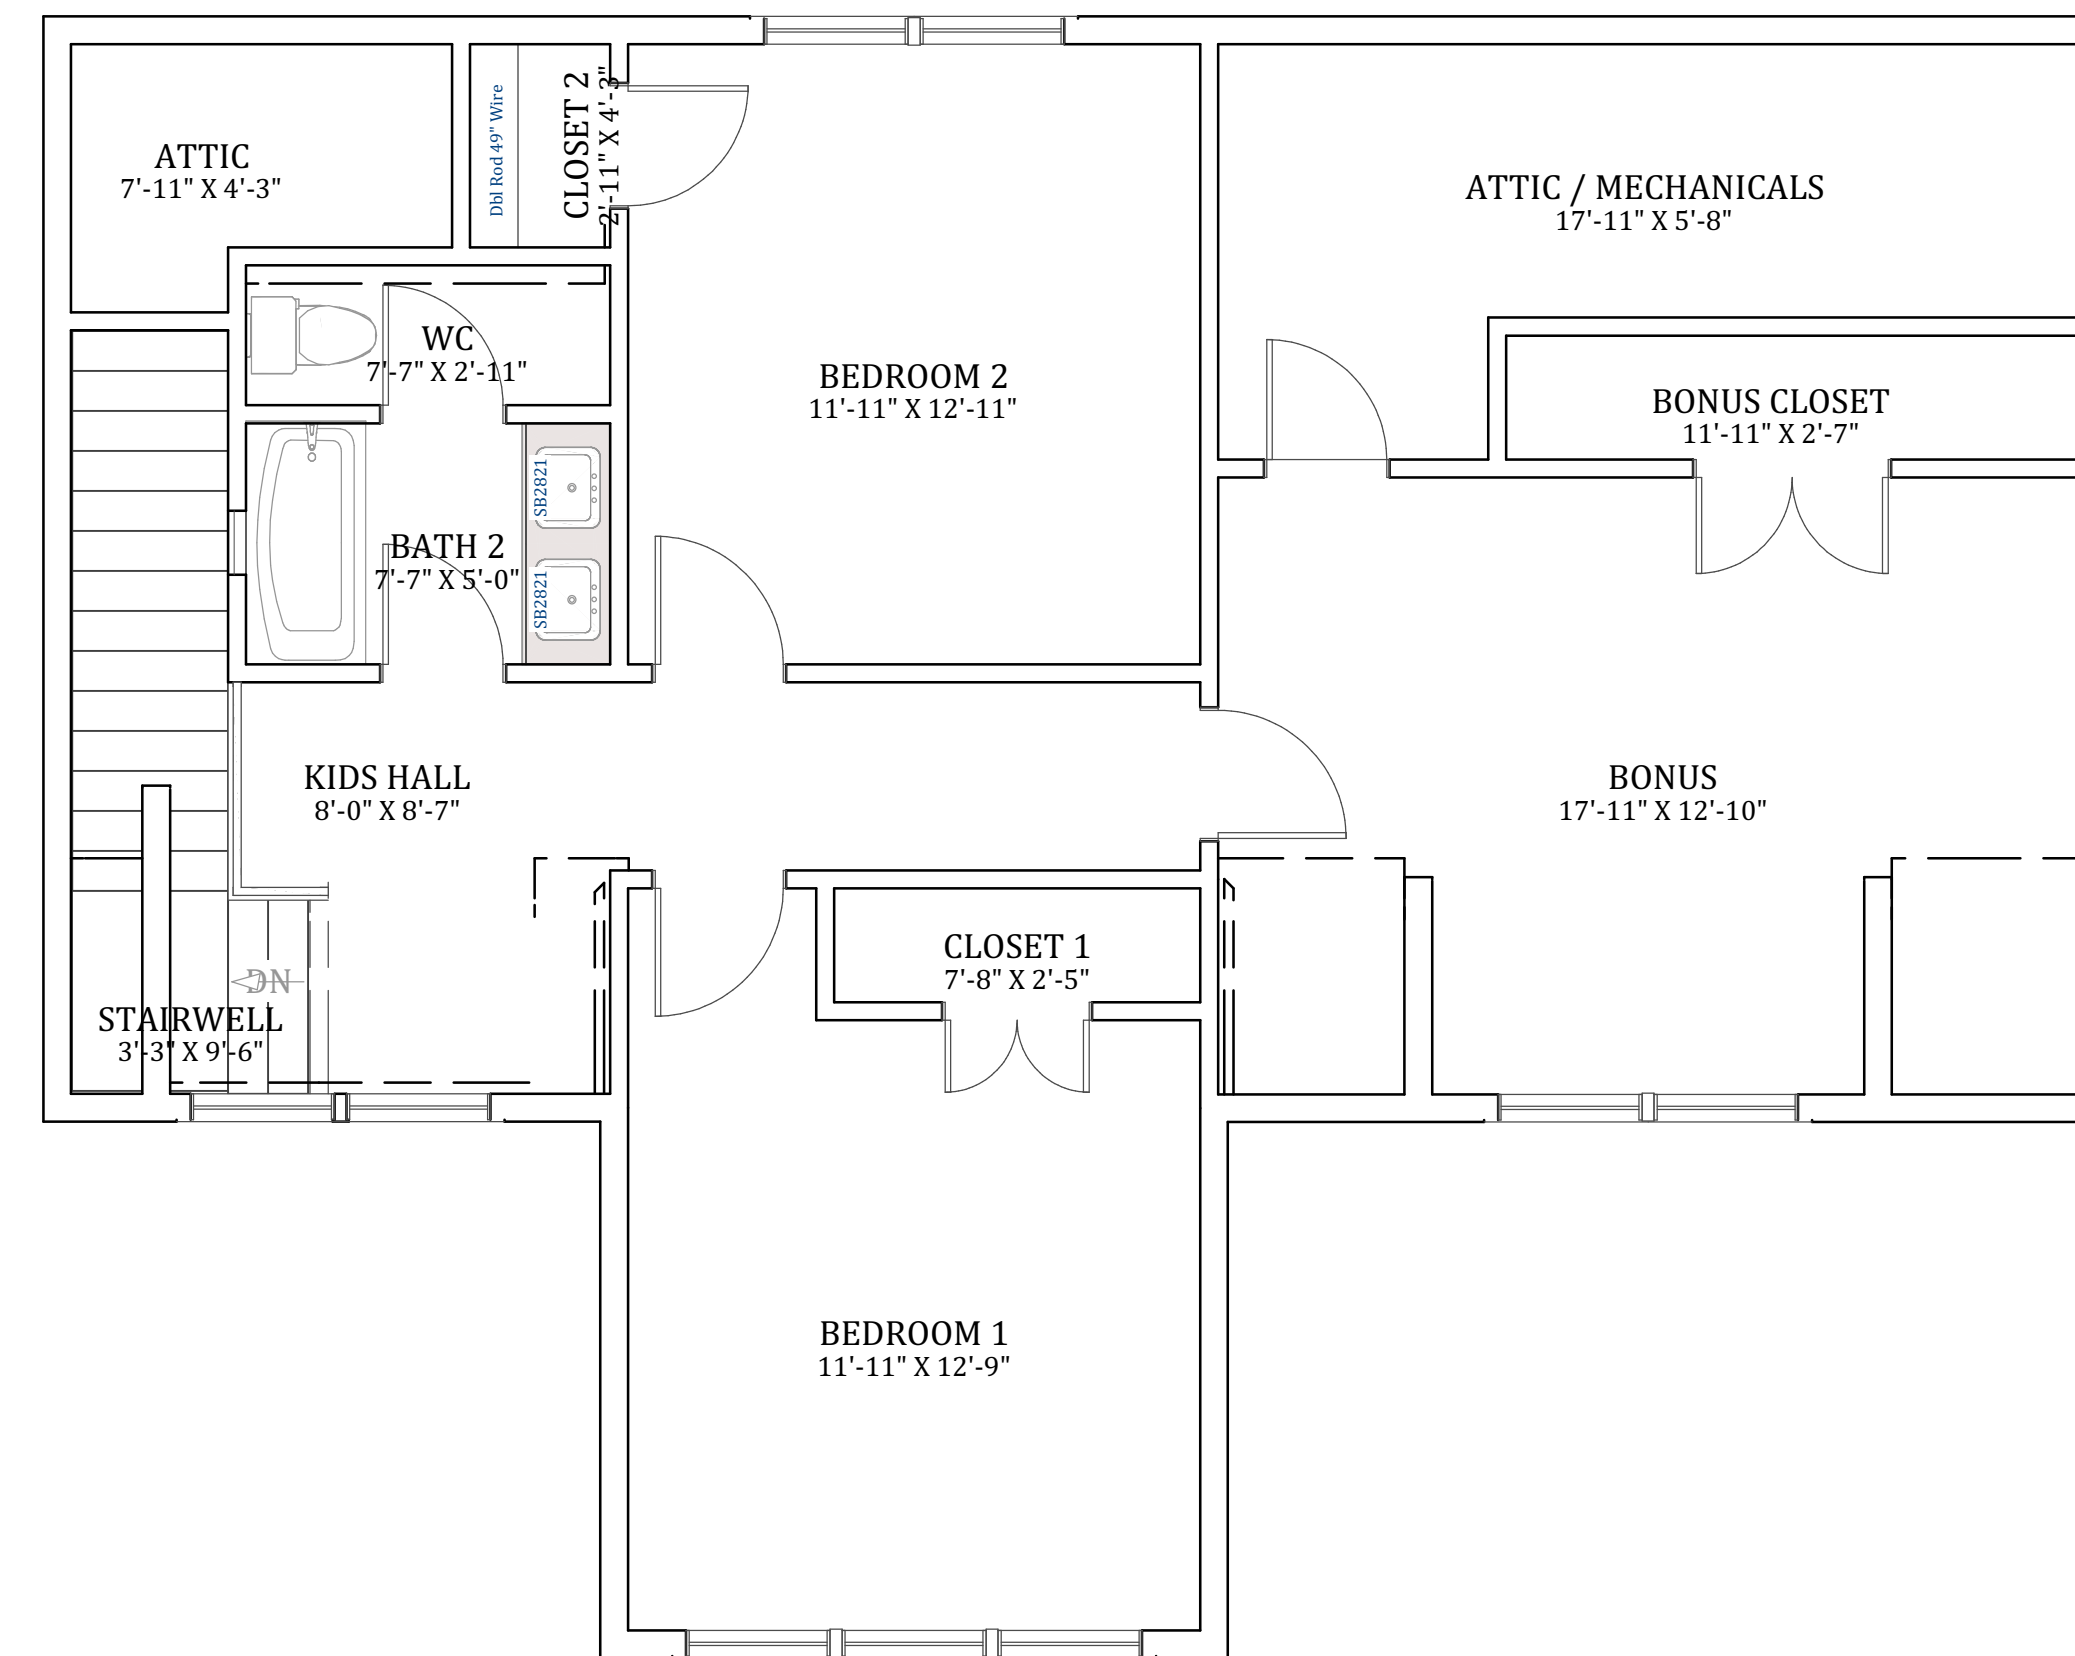 ATTIC
7'-11" X 4'-3"
Dbl Rod 49" Wire
CLOSET 2
2'-11" X 4'-3"
ATTIC / MECHANICALS
17'-11" X 5'-8"
WC
7'-7" X 2'-11"
BEDROOM 2
11'-11" X 12'-11"
BONUS CLOSET
11'-11" X 2'-7"
SB2821
BATH 2
7'-7" X 5'-0"
SB2821
KIDS HALL
8'-0" X 8'-7"
BONUS
17'-11" X 12'-10"
CLOSET 1
7'-8" X 2'-5"
DN
STAIRWELL
3'-3" X 9'-6"
BEDROOM 1
11'-11" X 12'-9"